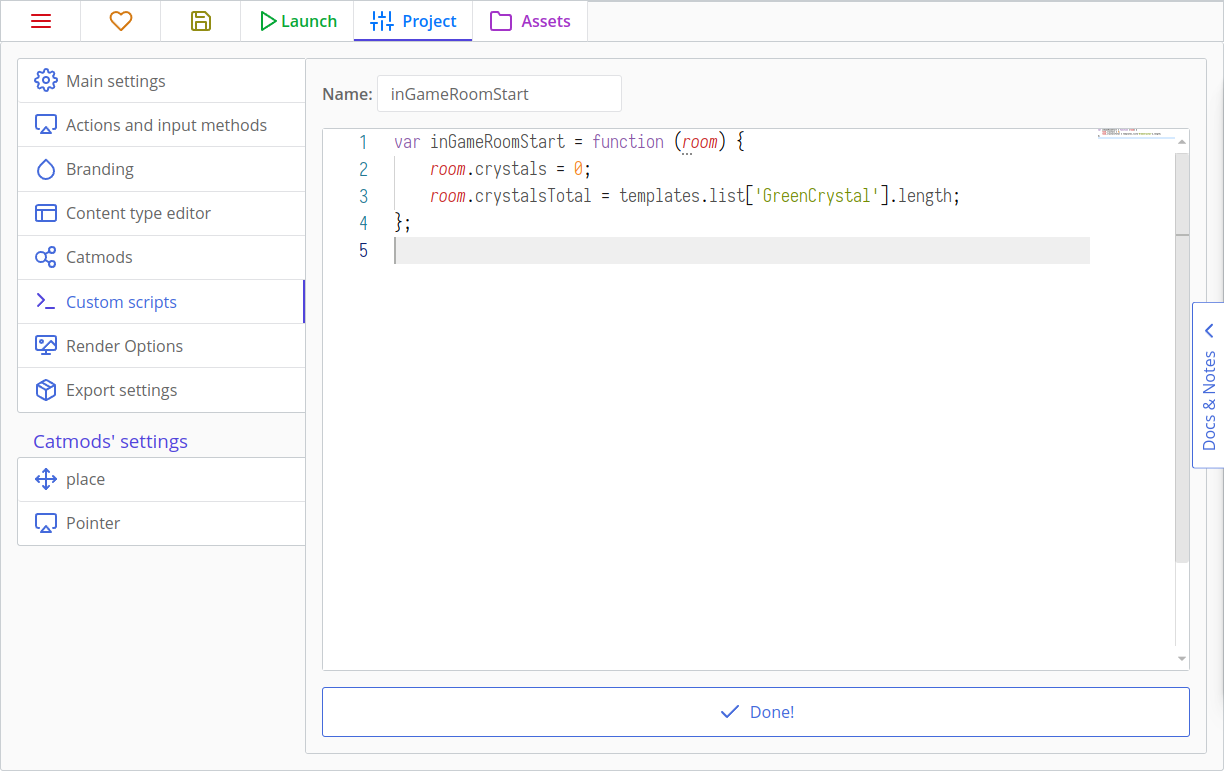 Launch
Project
Assets
Main settings
Actions and input methods
Branding
Content type editor
Catmods
Custom scripts
Render Options
Export settings
Catmods' settings
place
Pointer
Name: inGameRoomStart
1 var inGameRoomStart = function (room) {
2 room.crystals = 0;
3 room.crystalsTotal = templates.list['GreenCrystal'].length;
4 };
5
Done!
Docs & Notes